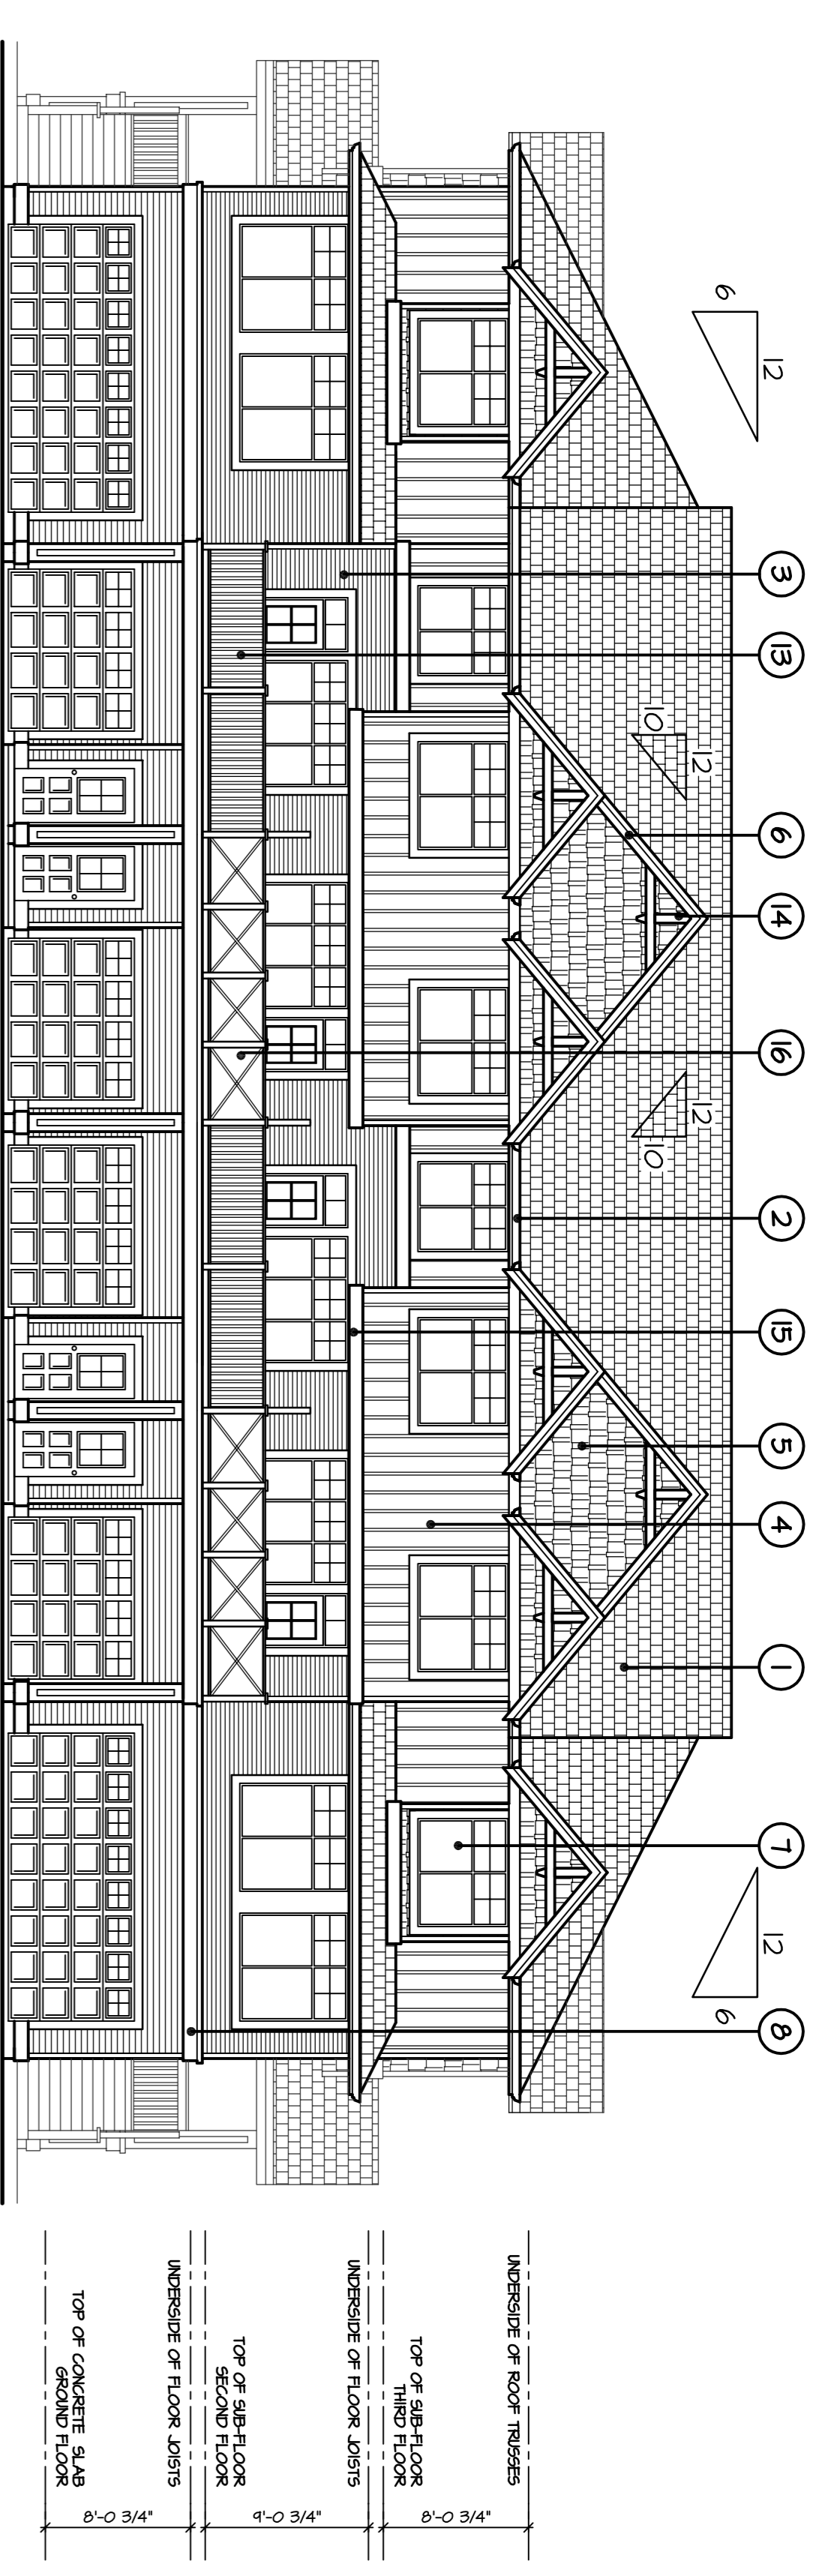 3
13
6
14
16
2
15
5
4
1
7
8
12
6
12
10
12
10
12
6
UNDERSIDE OF ROOF TRUSSES
TOP OF SUB-FLOOR
THIRD FLOOR
UNDERSIDE OF FLOOR JOISTS
TOP OF SUB-FLOOR
SECOND FLOOR
UNDERSIDE OF FLOOR JOISTS
TOP OF CONCRETE SLAB
GROUND FLOOR
8'-0 3/4"
9'-0 3/4"
8'-0 3/4"